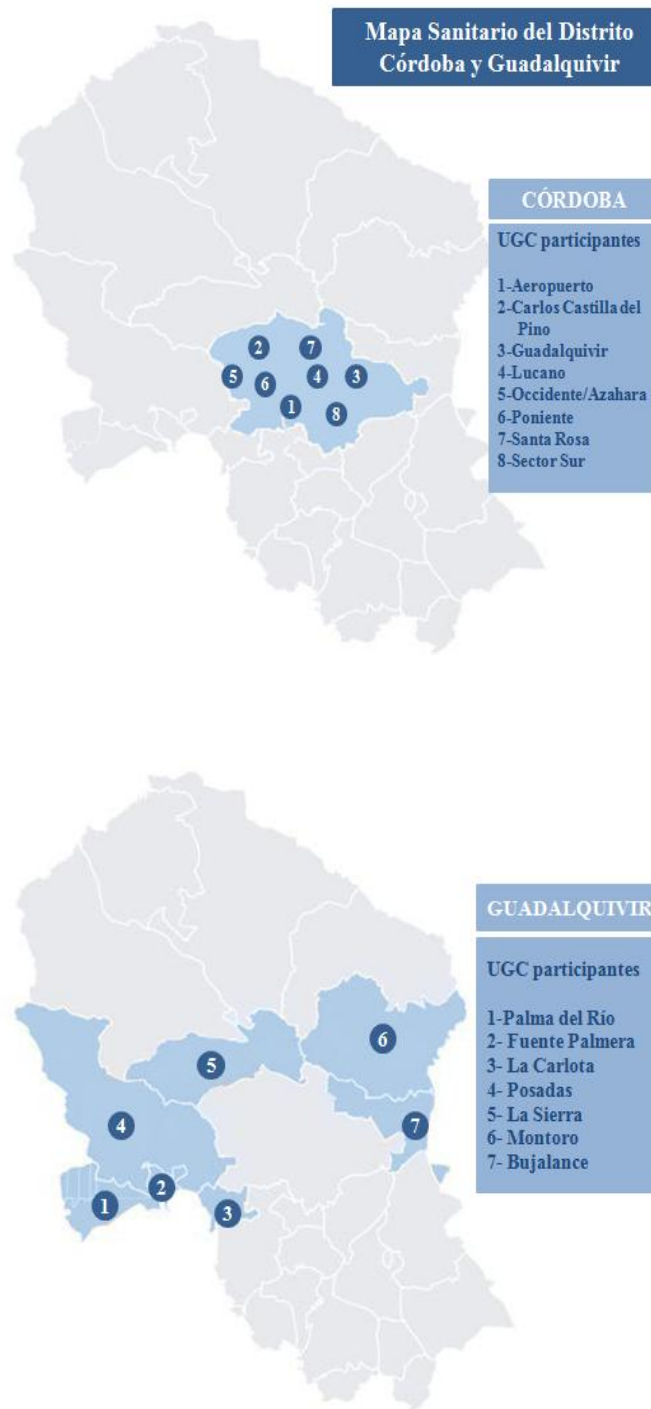 Mapa Sanitario del Distrito
Córdoba y Guadalquivir
CÓRDOBA
UGC participantes
1-Aeropuerto
2-Carlos Castilla del
Pino
3-Guadalquivir
4-Lucano
5-Occidente/Azahara
6-Poniente
7-Santa Rosa
8-Sector Sur
2
7
5
6
4
3
1
8
GUADALQUIVIR
UGC participantes
1-Palma del Río
2- Fuente Palmera
3- La Carlota
4- Posadas
5- La Sierra
6- Montoro
7- Bujalance
6
5
4
7
2
1
3